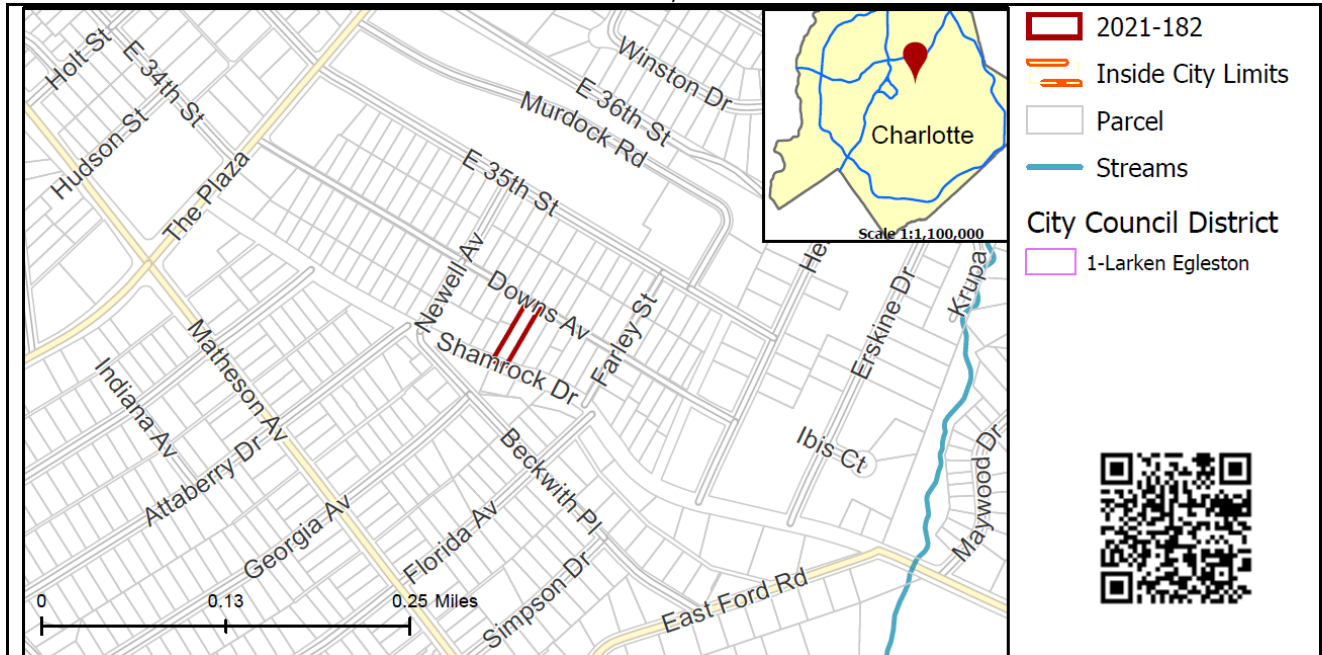 Holt St
E 34th St
Hudson St
The Plaza
Winston Dr
E 36th St
Murdock Rd
E 35th St
Newell Av
Downs Av
Shamrock Dr
Farley St
He
Erskine Dr
Krupa
Matheson Av
Indiana Av
Attaberry Dr
Georgia Av
Florida Av
Beckwith Pl
Simpson Dr
Ibis Ct
Maywood Dr
East Ford Rd
0 0.13 0.25 Miles
Charlotte
Scale 1:1,100,000
2021-182
Inside City Limits
Parcel
Streams
City Council District
1-Larken Egleston